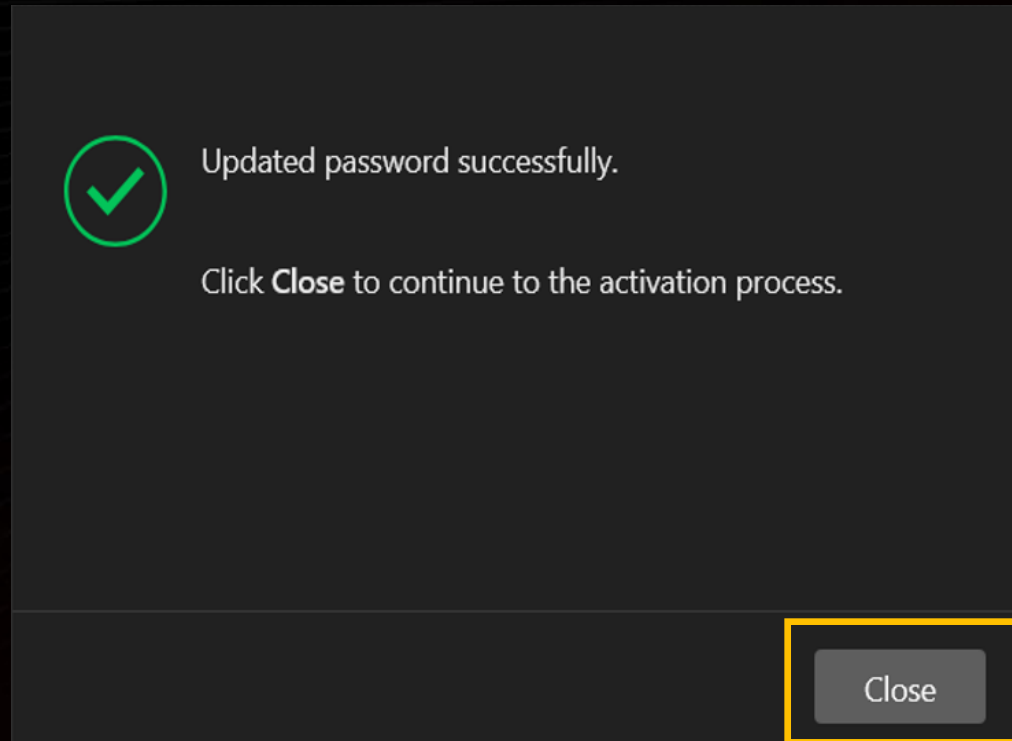 Updated password successfully.
Click Close to continue to the activation process.
Close